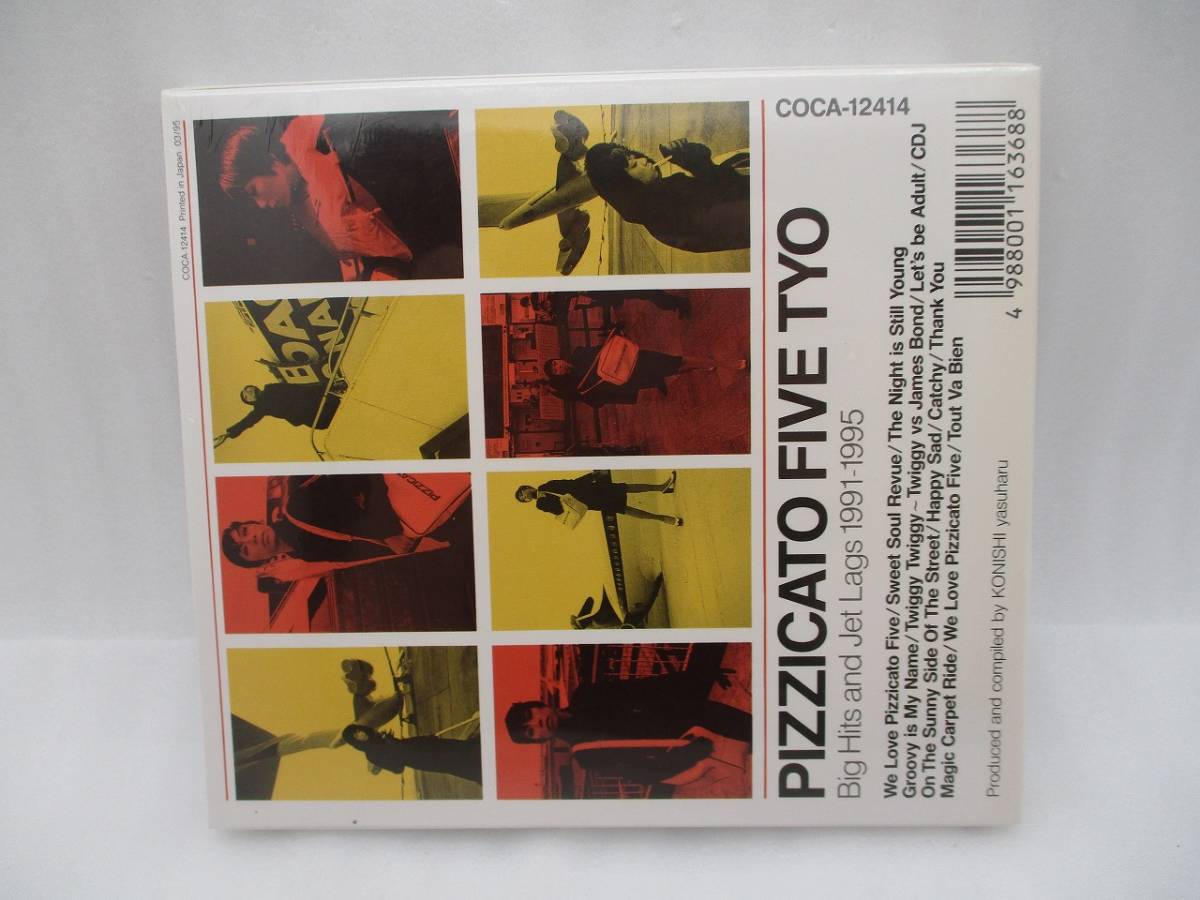 COCA-12414 Printed in Japan 03/95
PIZZICA
COCA-12414
PIZZICATO FIVE TYO
Big Hits and Jet Lags 1991-1995
We Love Pizzicato Five/Sweet Soul Revue/The Night is Still Young
Groovy is My Name/Twiggy Twiggy~Twiggy vs James Bond/Let's be Adult/CDJ
On The Sunny Side Of The Street/Happy Sad/Catchy/Thank You
Magic Carpet Ride/We Love Pizzicato Five/Tout Va Bien
Produced and compiled by KONISHI yasuharu
4 988001 163688